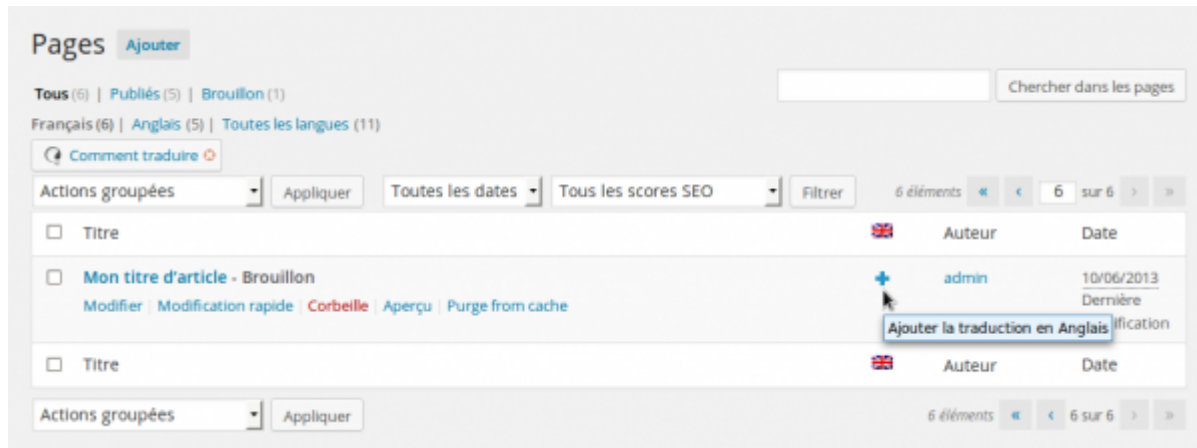 Pages Ajouter
Tous (6) | Publiés (5) | Brouillon (1)
Chercher dans les pages
Français (6) | Anglais (5) | Toutes les langues (11)
Comment traduire
Actions groupées Appliquer Toutes les dates Tous les scores SEO Filtrer 6 éléments « ‹ 6 sur 6 › »
Titre Auteur Date
Mon titre d'article - Brouillon admin 10/06/2013
Modifier | Modification rapide | Corbeille | Aperçu | Purge from cache Dernière
Ajouter la traduction en Anglais ification
Titre Auteur Date
Actions groupées Appliquer 6 éléments « ‹ 6 sur 6 › »